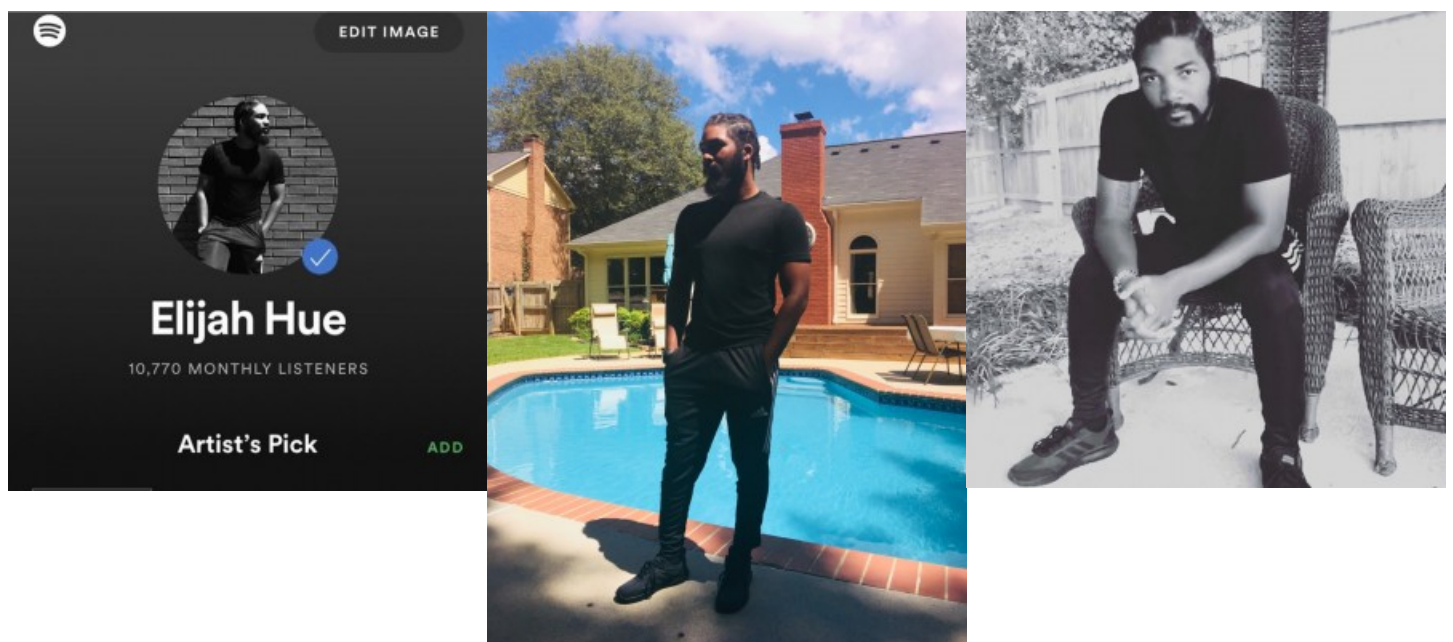 EDIT IMAGE
Elijah Hue
10,770 MONTHLY LISTENERS
Artist's Pick
ADD